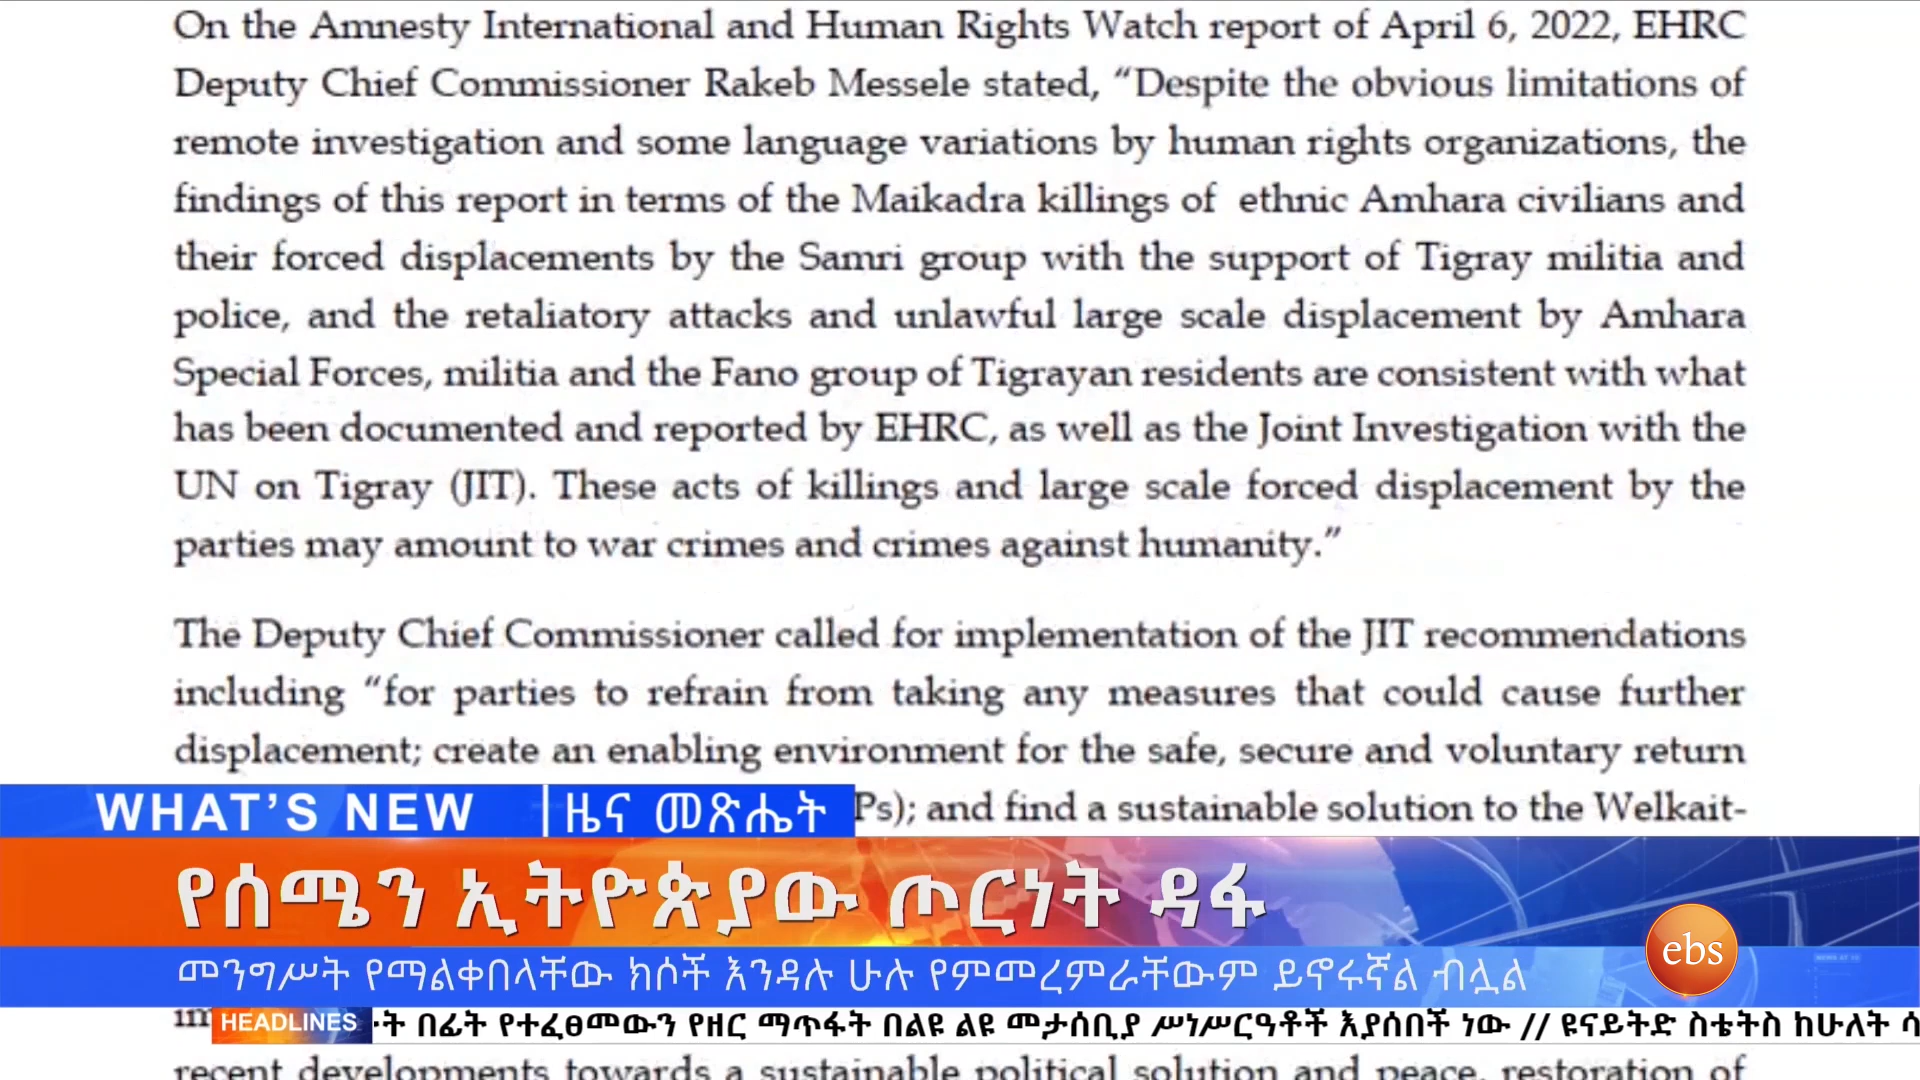 On the Amnesty International and Human Rights Watch report of April 6, 2022, EHRC
Deputy Chief Commissioner Rakeb Messele stated, “Despite the obvious limitations of
remote investigation and some language variations by human rights organizations, the
findings of this report in terms of the Maikadra killings of ethnic Amhara civilians and
their forced displacements by the Samri group with the support of Tigray militia and
police, and the retaliatory attacks and unlawful large scale displacement by Amhara
Special Forces, militia and the Fano group of Tigrayan residents are consistent with what
has been documented and reported by EHRC, as well as the Joint Investigation with the
UN on Tigray (JIT). These acts of killings and large scale forced displacement by the
parties may amount to war crimes and crimes against humanity.”
The Deputy Chief Commissioner called for implementation of the JIT recommendations
including “for parties to refrain from taking any measures that could cause further
displacement; create an enabling environment for the safe, secure and voluntary return
Ps); and find a sustainable solution to the Welkait-
WHAT’S NEW | ዜና መጽሔት
የሰሜን ኢትዮጵያው ጦርነት ዳፋ
ebs
መንግሥት የማልቀበላቸው ክሶች እንዳሉ ሁሉ የምመረምራቸውም ይኖሩኛል ብሏል
HEADLINES ት በፊት የተፈፀመውን የዘር ማጥፋት በልዩ ልዩ መታሰቢያ ሥነሥርዓቶች እያሰበች ነው // ዩናይትድ ስቴትስ ከሁለት ሳ
recent developments towards a sustainable political solution and peace, restoration of